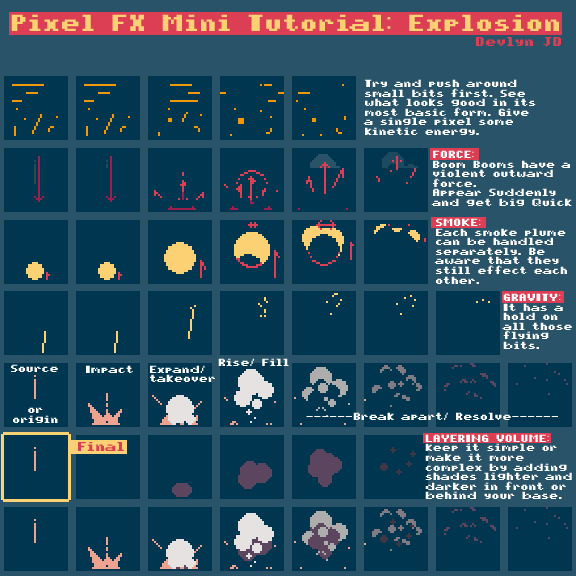 Pixel FX Mini Tutorial: Explosion
Devlyn JD
Try and push around
small bits first. See
what looks good in its
most basic form. Give
a single pixel some
kinetic energy.
FORCE:
Boom Booms have a
violent outward
force.
Appear Suddenly
and get big Quick
SMOKE:
Each smoke plume
can be handled
separately. Be
aware that they
still effect each
other.
GRAVITY:
It has a
hold on
all those
flying
bits.
Source
or
origin
Impact
Expand/
takeover
Rise/ Fill
------Break apart/ Resolve------
Final
LAYERING VOLUME:
Keep it simple or
make it more
complex by adding
shades lighter and
darker in front or
behind your base.